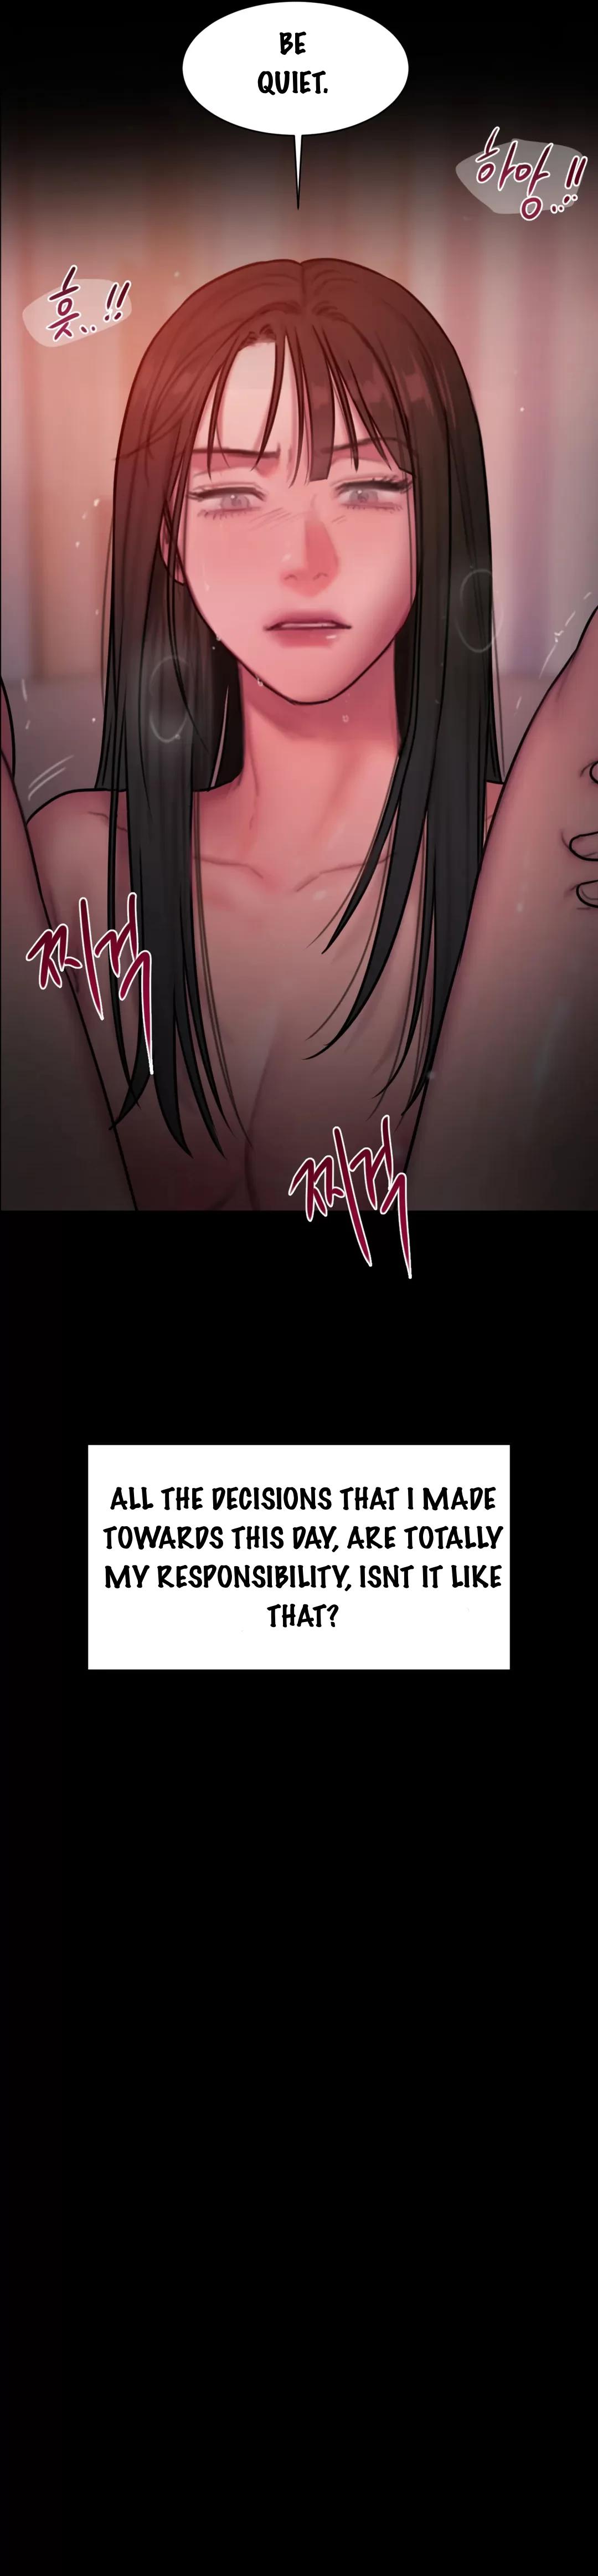 BE
QUIET.
하앙!!
흣..!!
찌걱
찌걱
ALL THE DECISIONS THAT I MADE
TOWARDS THIS DAY, ARE TOTALLY
MY RESPONSIBILITY, ISNT IT LIKE
THAT?